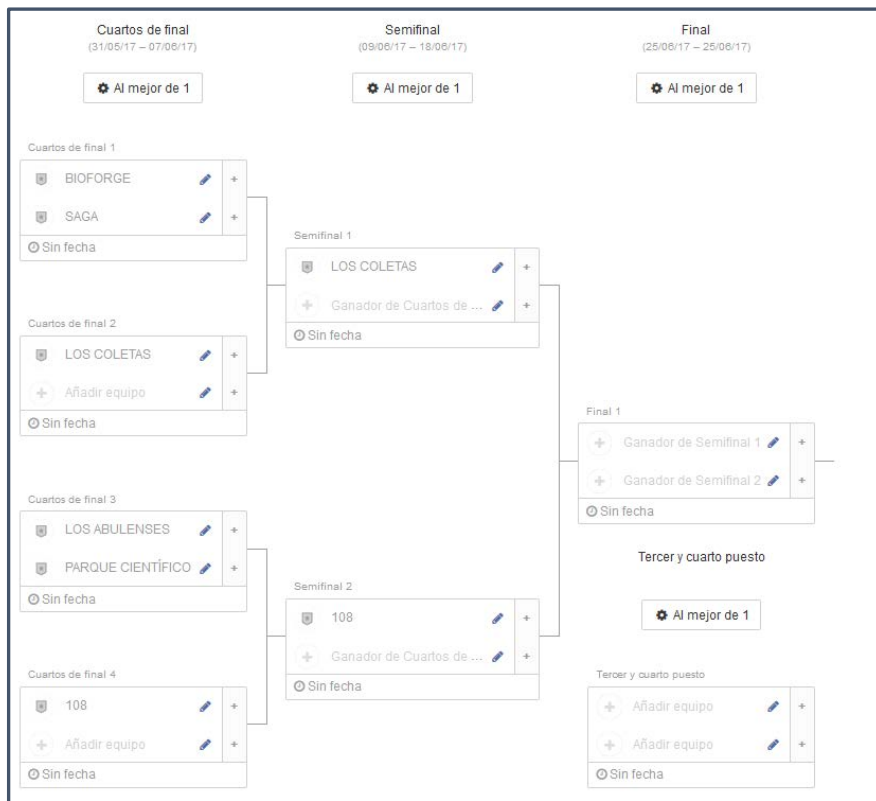 Cuartos de final
(31/05/17 – 07/06/17)
Al mejor de 1
Cuartos de final 1
BIOFORGE
SAGA
Sin fecha
Cuartos de final 2
LOS COLETAS
Añadir equipo
Sin fecha
Cuartos de final 3
LOS ABULENSES
PARQUE CIENTÍFICO
Sin fecha
Cuartos de final 4
108
Añadir equipo
Sin fecha
Semifinal
(09/06/17 – 18/06/17)
Al mejor de 1
Semifinal 1
LOS COLETAS
Ganador de Cuartos de ...
Sin fecha
Semifinal 2
108
Ganador de Cuartos de ...
Sin fecha
Final
(25/06/17 – 25/06/17)
Al mejor de 1
Final 1
Ganador de Semifinal 1
Ganador de Semifinal 2
Sin fecha
Tercer y cuarto puesto
Al mejor de 1
Tercer y cuarto puesto
Añadir equipo
Añadir equipo
Sin fecha